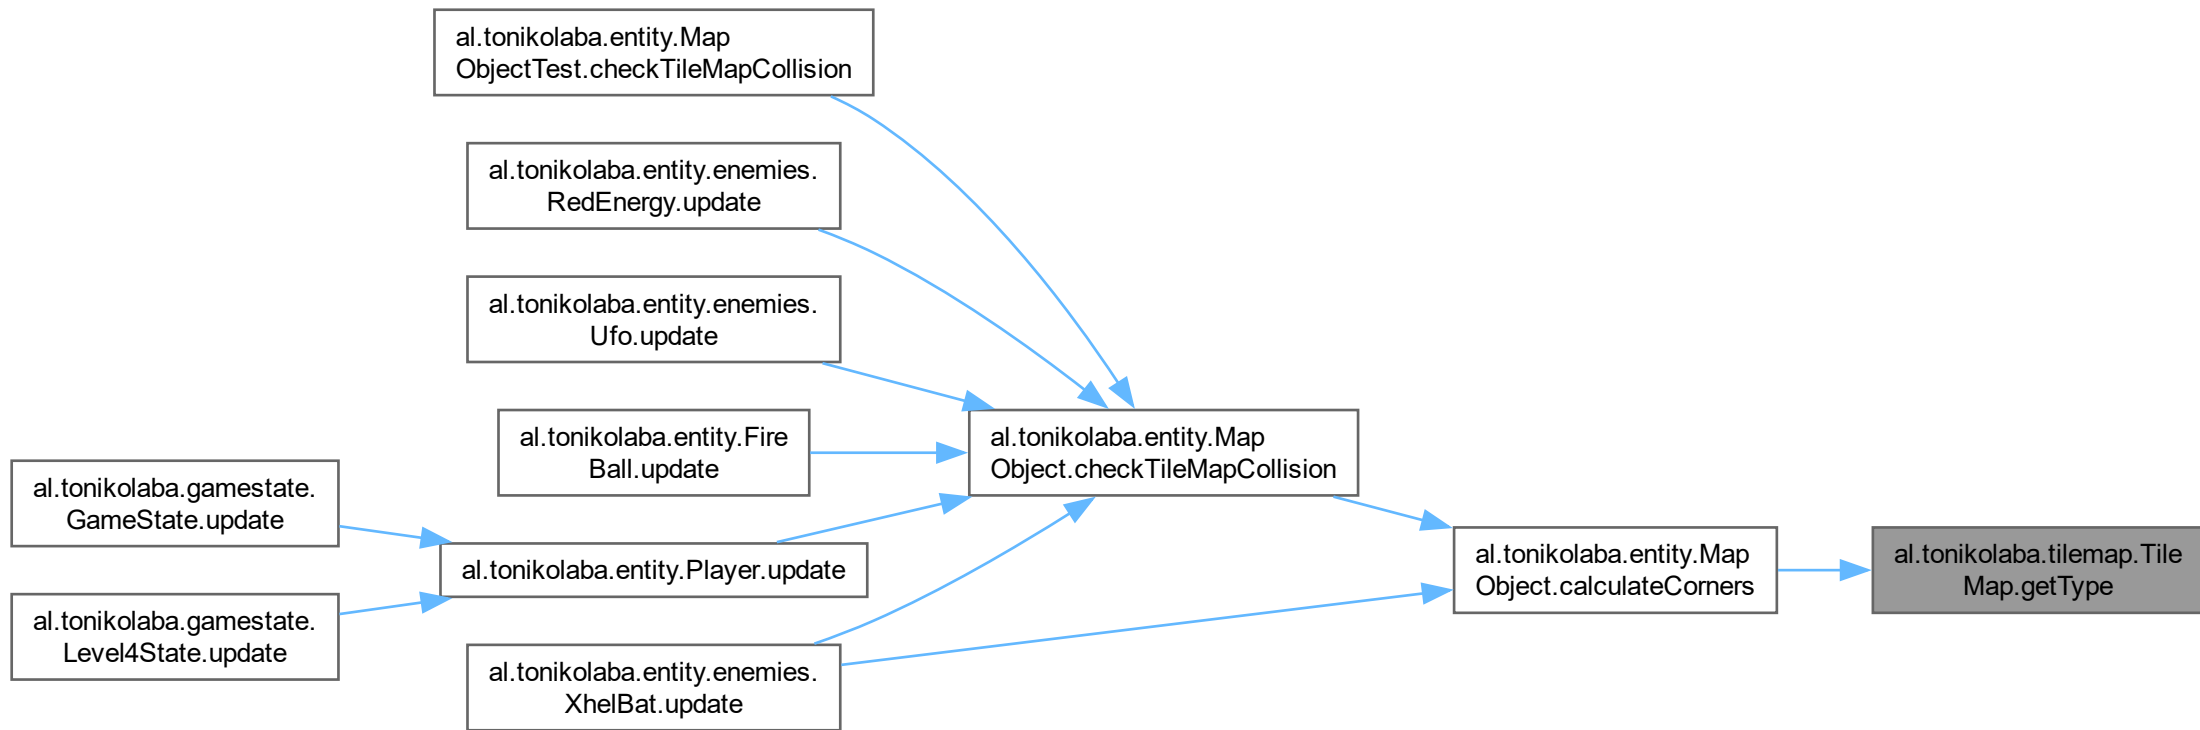 al.tonikolaba.entity.Map
ObjectTest.checkTileMapCollision
al.tonikolaba.entity.enemies.
RedEnergy.update
al.tonikolaba.entity.enemies.
Ufo.update
al.tonikolaba.entity.Fire
Ball.update
al.tonikolaba.entity.Map
Object.checkTileMapCollision
al.tonikolaba.gamestate.
GameState.update
al.tonikolaba.entity.Player.update
al.tonikolaba.entity.Map
Object.calculateCorners
al.tonikolaba.tilemap.Tile
Map.getType
al.tonikolaba.gamestate.
Level4State.update
al.tonikolaba.entity.enemies.
XhelBat.update